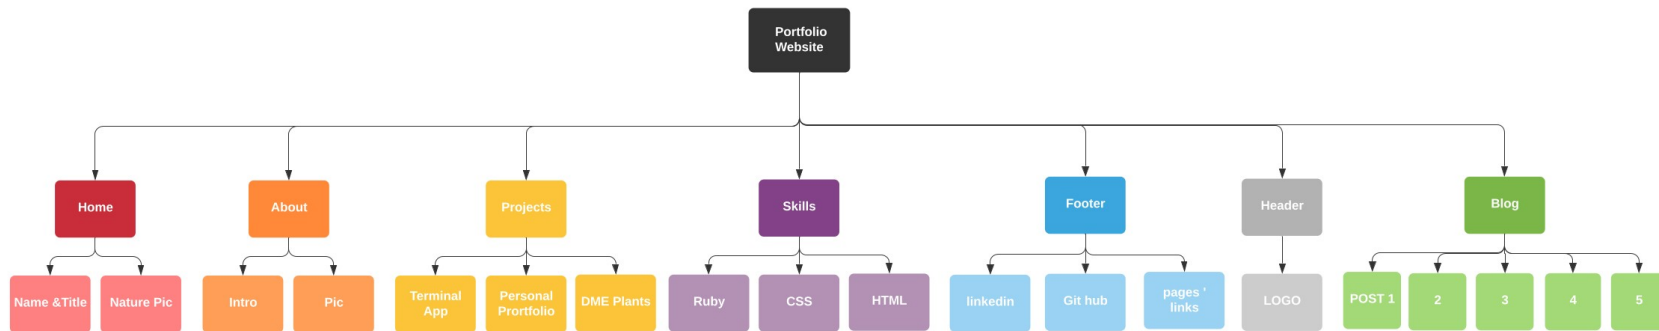 Portfolio
Website
Home
About
Projects
Skills
Footer
Header
Blog
Name &Title
Nature Pic
Intro
Pic
Terminal
App
Personal
Prortfolio
DME Plants
Ruby
CSS
HTML
linkedin
Git hub
pages '
links
LOGO
POST 1
2
3
4
5